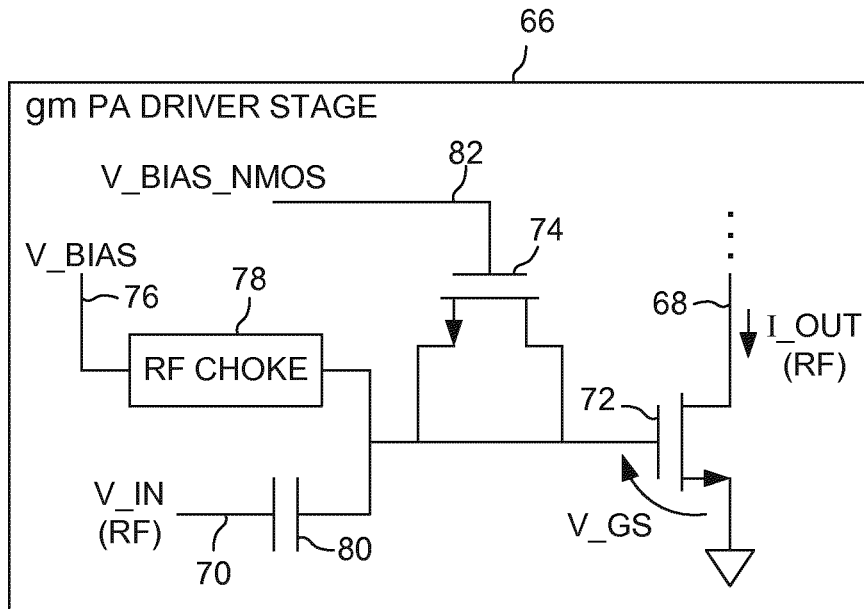 66
gm PA DRIVER STAGE
V_BIAS_NMOS
82
74
V_BIAS
76
78
RF CHOKE
68
I_OUT
(RF)
72
V_IN
(RF)
70
80
V_GS